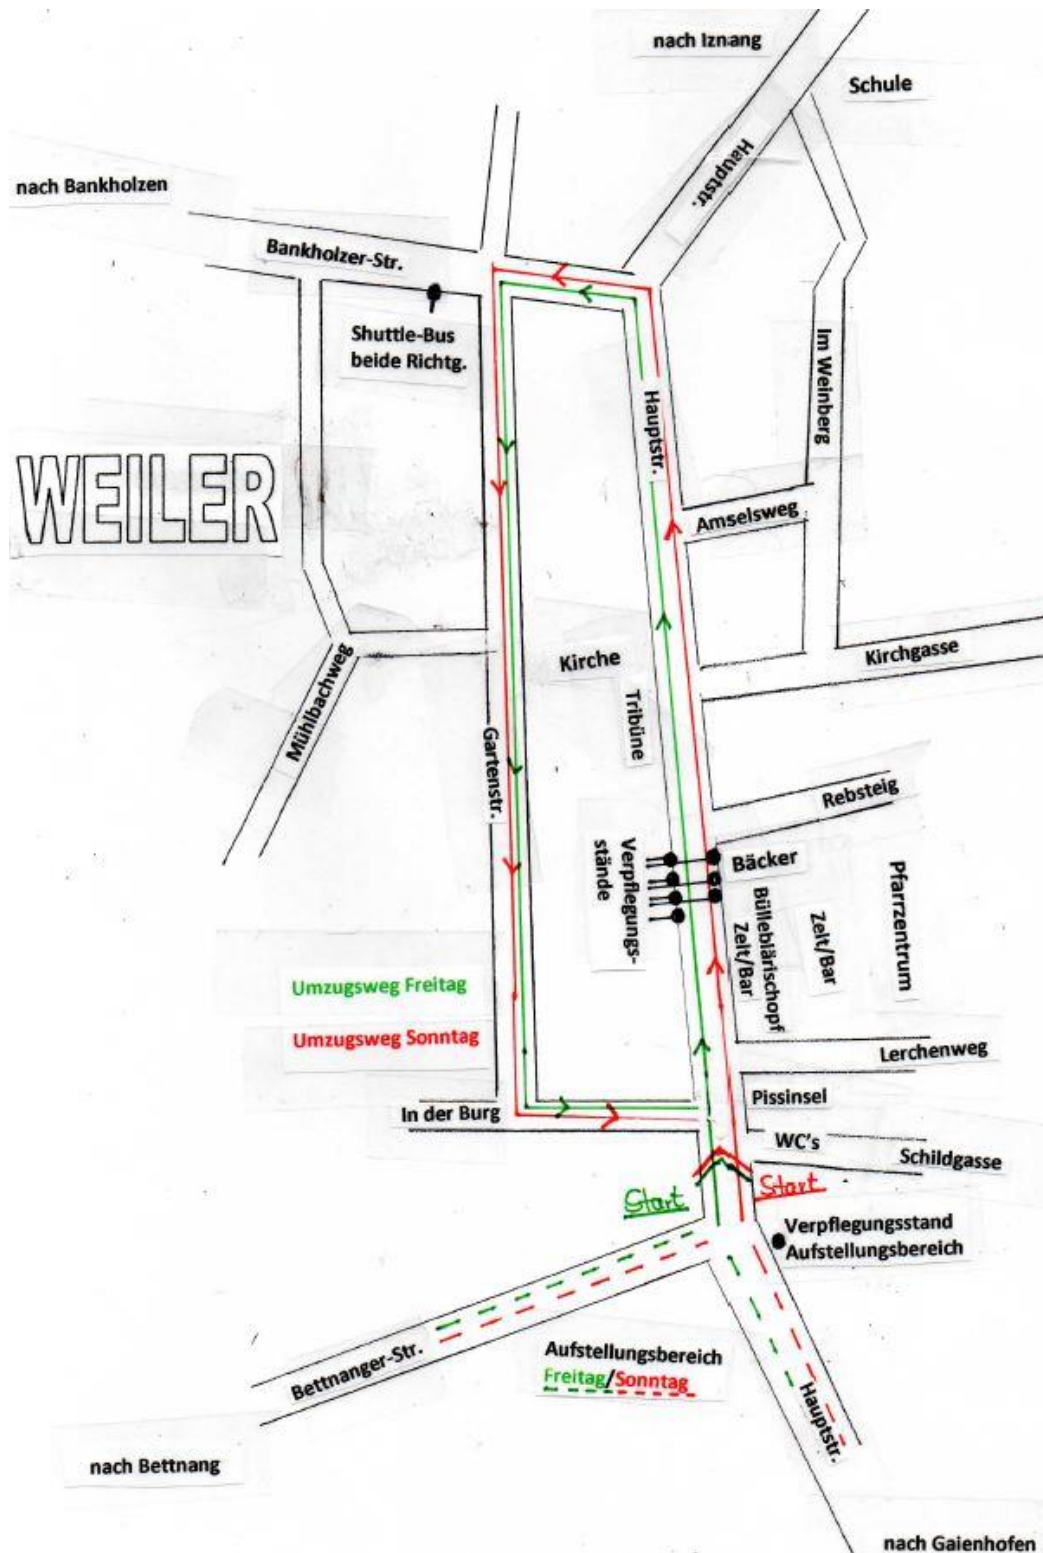 nach Iznang
Schule
Hauptstr.
nach Bankholzen
Bankholzer-Str.
Shuttle-Bus
beide Richtg.
Im Weinberg
Hauptstr.
WEILER
Amselsweg
Kirchgasse
Kirche
Mühlbachweg
Tribüne
Gartenstr.
Rebsteig
Verpflegungs-
stände
Bäcker
Pfarrzentrum
Bülleblärischopf
Zelt/Bar
Zelt/Bar
Umzugsweg Freitag
Umzugsweg Sonntag
Lerchenweg
Pissinsel
In der Burg
WC's
Schildgasse
Start
Start
Verpflegungsstand
Aufstellungsbereich
Bettnanger-Str.
Aufstellungsbereich
Freitag/Sonntag
Hauptstr.
nach Bettnang
nach Gaienhofen